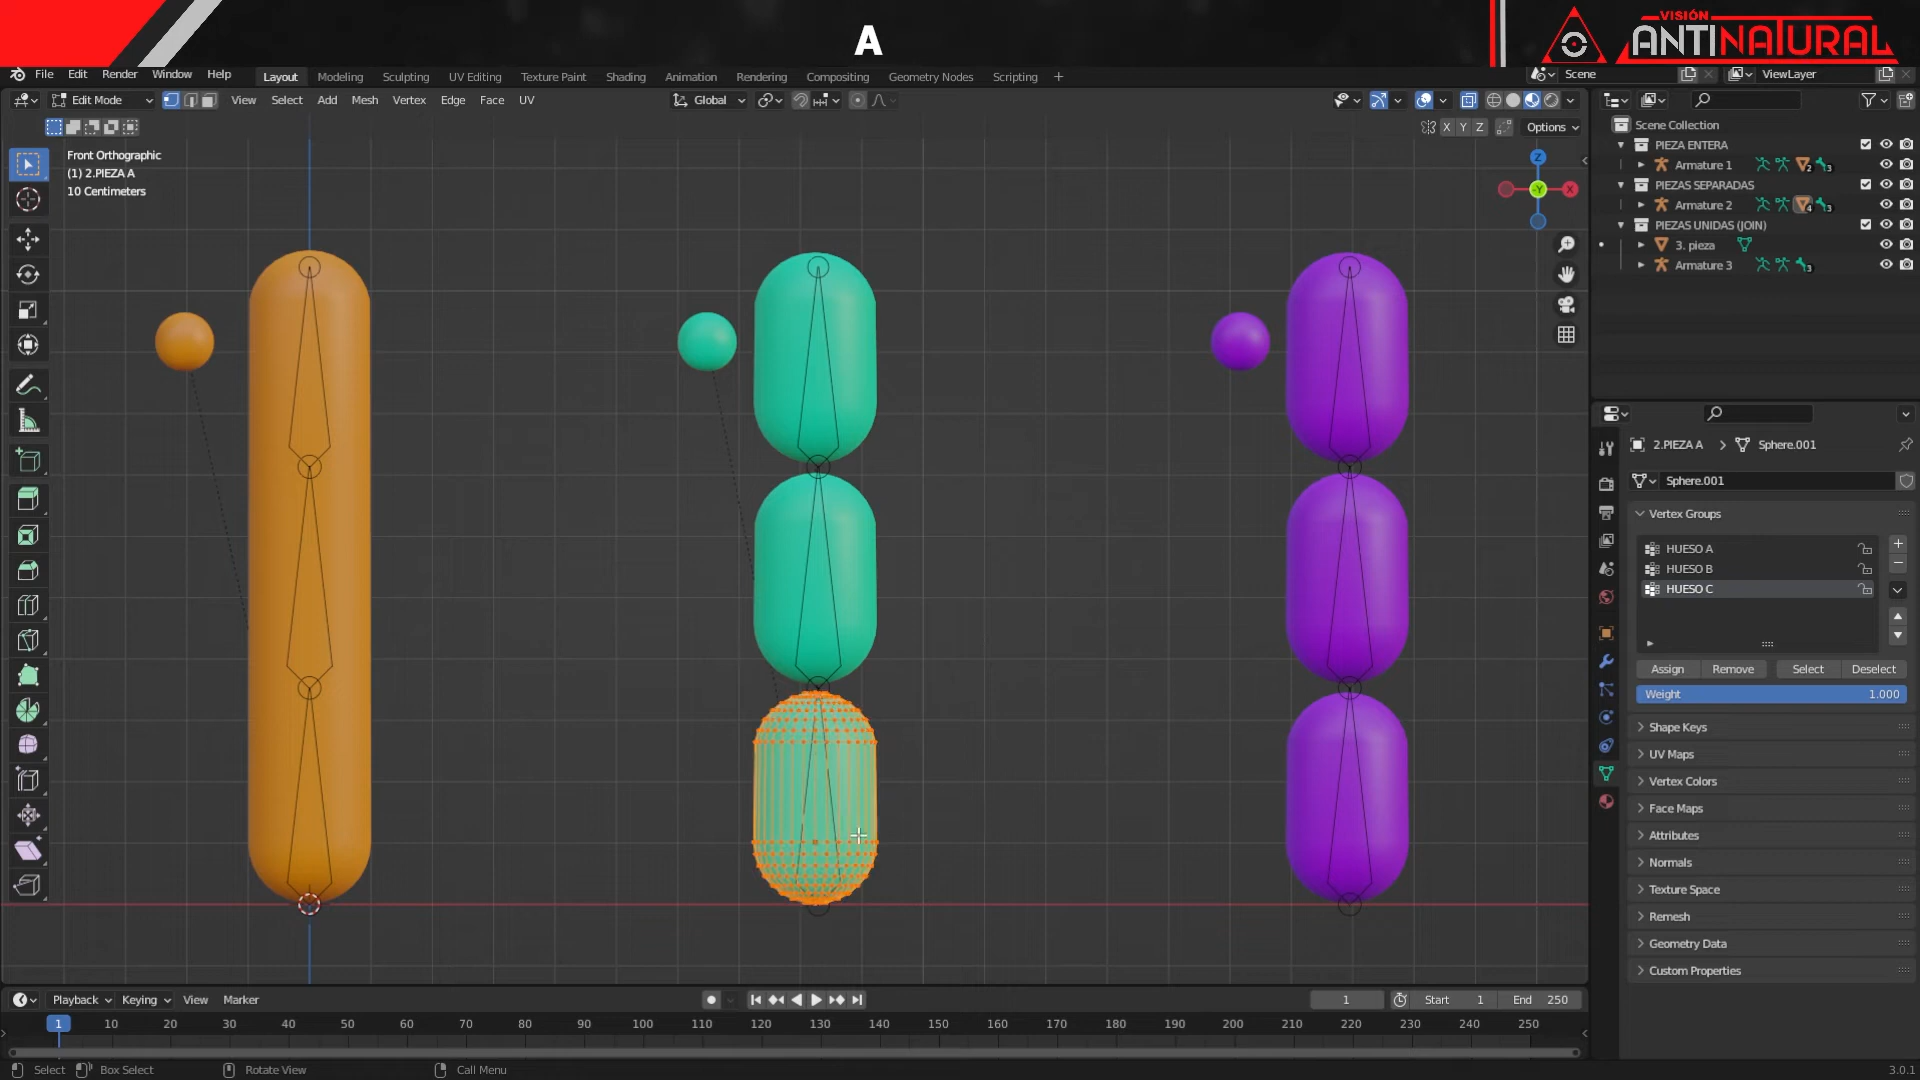 A
VISIÓN
ANTINATURAL
File Edit Render Window Help Layout Modeling Sculpting UV Editing Texture Paint Shading Animation Rendering Compositing Geometry Nodes Scripting + Scene ViewLayer
Edit Mode View Select Add Mesh Vertex Edge Face UV Global
X Y Z Options
Front Orthographic
(1) 2.PIEZA A
10 Centimeters
Z
-Y
X
Scene Collection
PIEZA ENTERA
Armature 1 2 3
PIEZAS SEPARADAS
Armature 2 4 3
PIEZAS UNIDAS (JOIN)
3. pieza
Armature 3 3
2.PIEZA A > Sphere.001
Sphere.001
Vertex Groups
HUESO A
HUESO B
HUESO C
Assign Remove Select Deselect
Weight 1.000
Shape Keys
UV Maps
Vertex Colors
Face Maps
Attributes
Normals
Texture Space
Remesh
Geometry Data
Custom Properties
Playback Keying View Marker 1 Start 1 End 250
1 10 20 30 40 50 60 70 80 90 100 110 120 130 140 150 160 170 180 190 200 210 220 230 240 250
Select Box Select Rotate View Call Menu 3.0.1